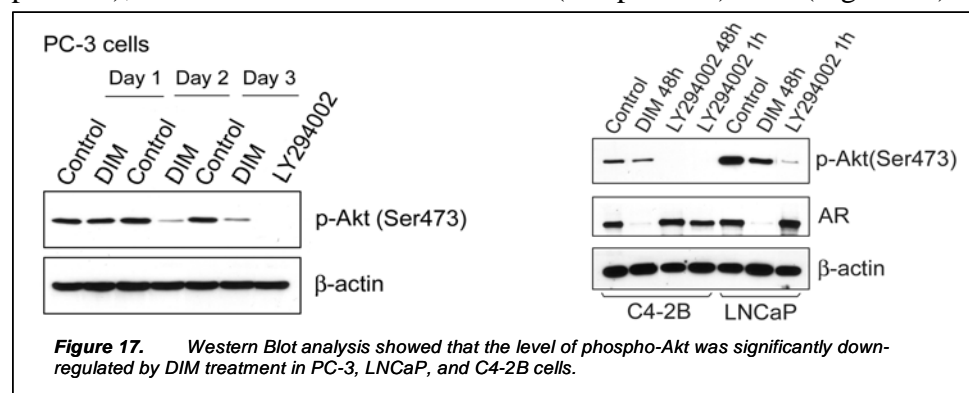 PC-3 cells
Day 1 Day 2 Day 3
Control DIM Control DIM Control DIM LY294002
p-Akt (Ser473)
β-actin
Control DIM 48h LY294002 48h LY294002 1h Control DIM 48h LY294002 1h
p-Akt(Ser473)
AR
β-actin
C4-2B LNCaP
Figure 17. Western Blot analysis showed that the level of phospho-Akt was significantly down-
regulated by DIM treatment in PC-3, LNCaP, and C4-2B cells.